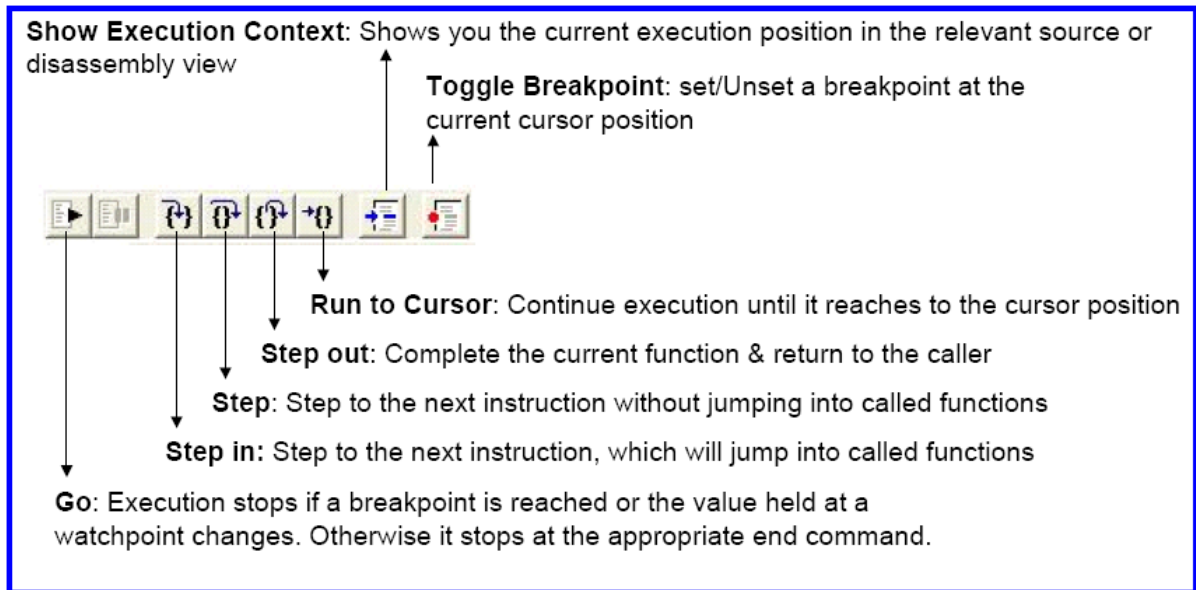 Show Execution Context: Shows you the current execution position in the relevant source or
disassembly view
Toggle Breakpoint: set/Unset a breakpoint at the
current cursor position
Run to Cursor: Continue execution until it reaches to the cursor position
Step out: Complete the current function & return to the caller
Step: Step to the next instruction without jumping into called functions
Step in: Step to the next instruction, which will jump into called functions
Go: Execution stops if a breakpoint is reached or the value held at a
watchpoint changes. Otherwise it stops at the appropriate end command.